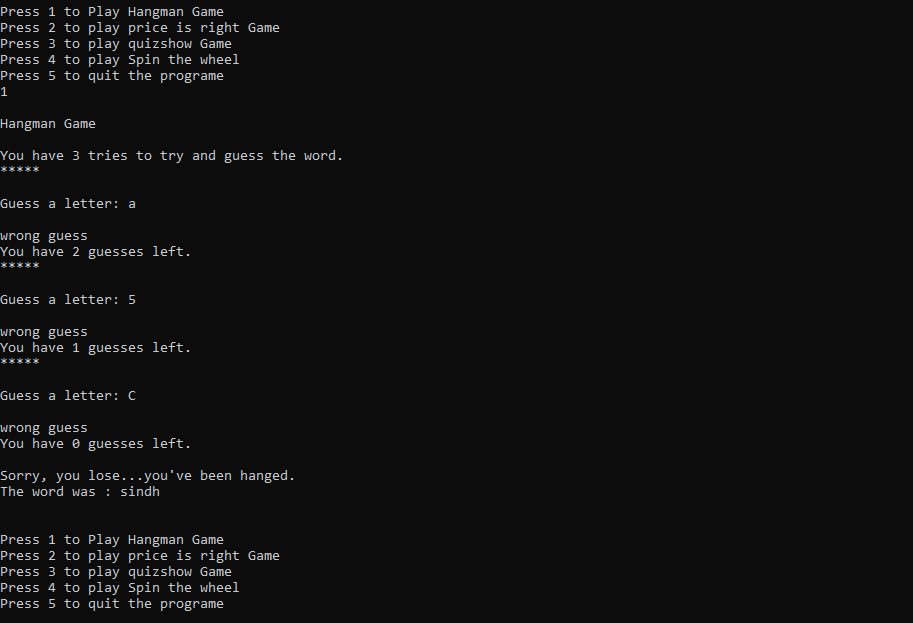 Press 1 to Play Hangman Game
Press 2 to play price is right Game
Press 3 to play quizshow Game
Press 4 to play Spin the wheel
Press 5 to quit the programe
1
Hangman Game
You have 3 tries to try and guess the word.
*****
Guess a letter: a
wrong guess
You have 2 guesses left.
*****
Guess a letter: 5
wrong guess
You have 1 guesses left.
*****
Guess a letter: C
wrong guess
You have 0 guesses left.
Sorry, you lose...you've been hanged.
The word was : sindh
Press 1 to Play Hangman Game
Press 2 to play price is right Game
Press 3 to play quizshow Game
Press 4 to play Spin the wheel
Press 5 to quit the programe